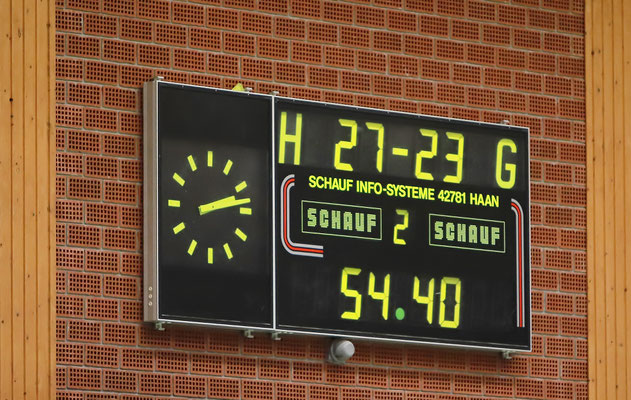 H 27-23 G
SCHAUF INFO-SYSTEME 42781 HAAN
SCHAUF 2 SCHAUF
54.40